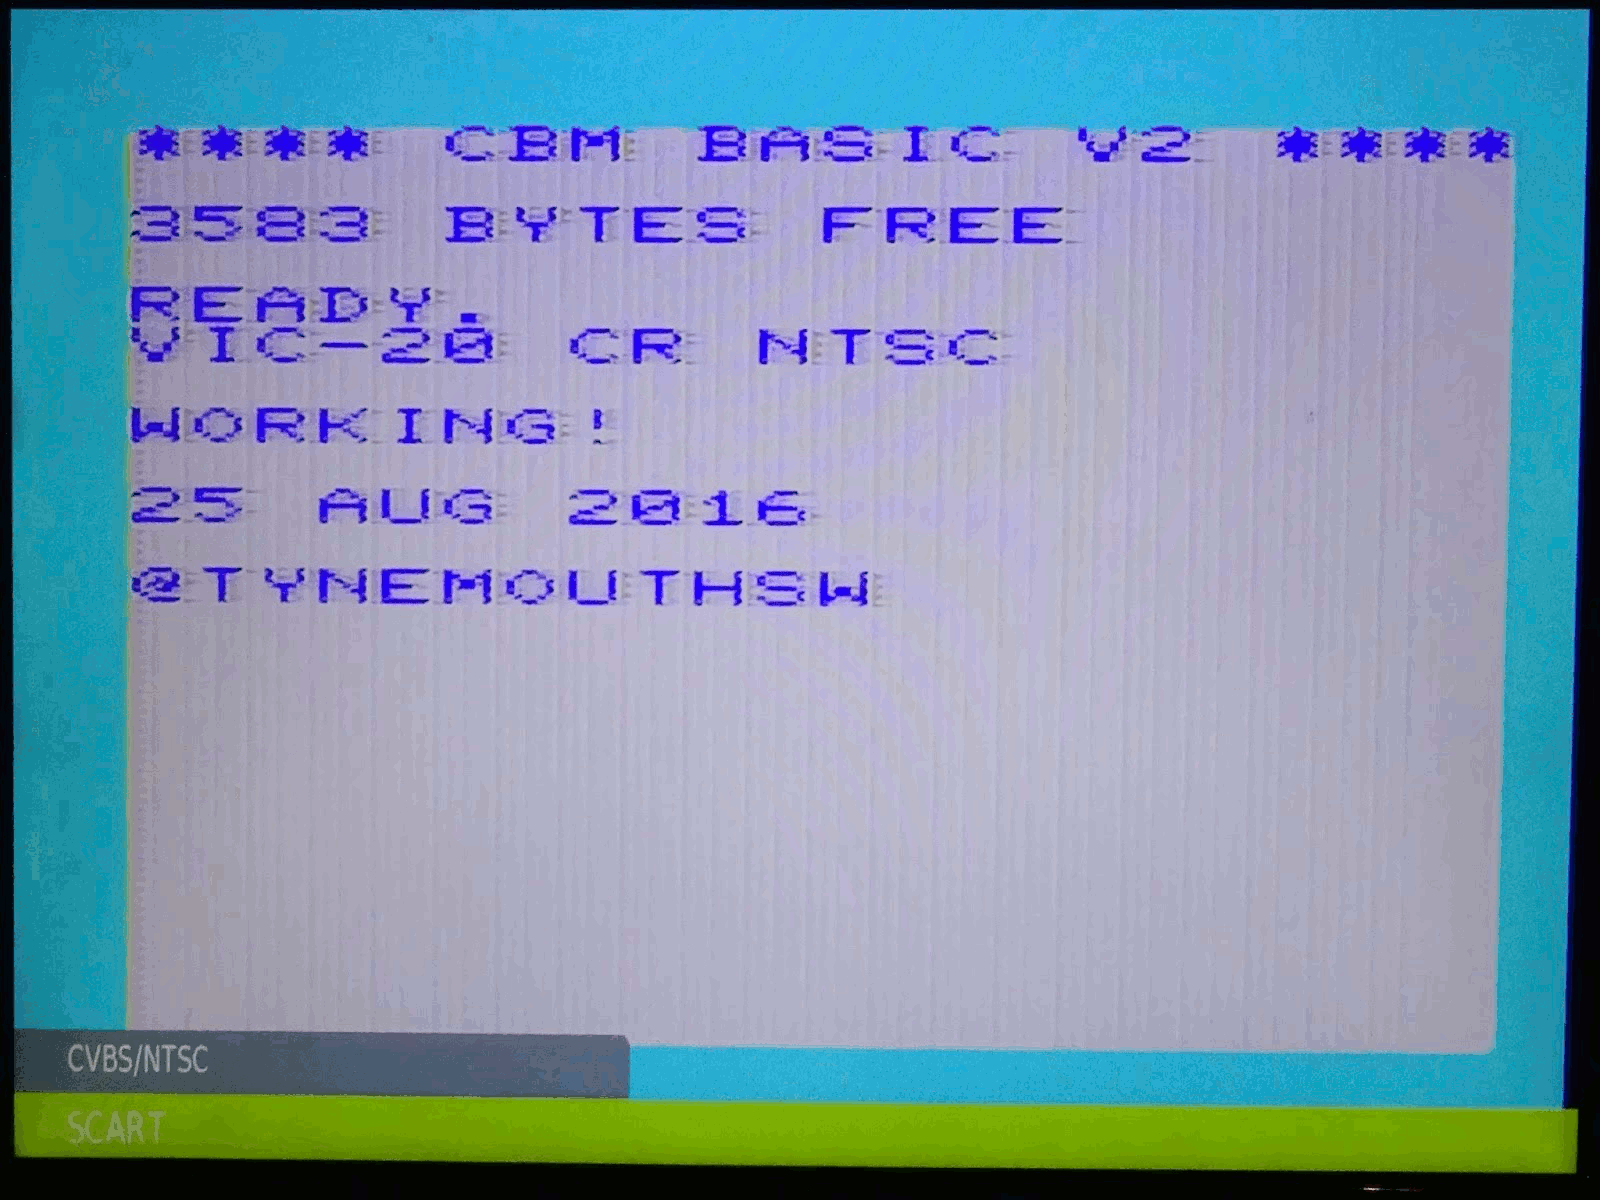 **** CBM BASIC V2 ****
3583 BYTES FREE
READY.
VIC-20 CR NTSC
WORKING!
25 AUG 2016
@TYNEMOUTHSW
CVBS/NTSC
SCART